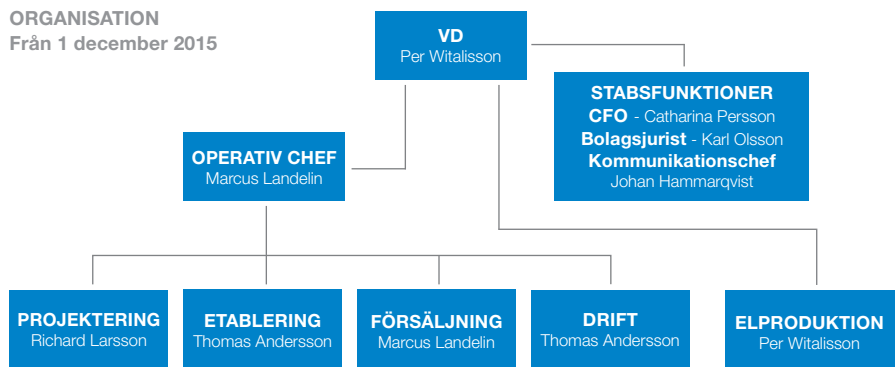 ORGANISATION
Från 1 december 2015
VD
Per Witalisson
STABSFUNKTIONER
CFO - Catharina Persson
Bolagsjurist - Karl Olsson
Kommunikationschef
Johan Hammarqvist
OPERATIV CHEF
Marcus Landelin
PROJEKTERING
Richard Larsson
ETABLERING
Thomas Andersson
FÖRSÄLJNING
Marcus Landelin
DRIFT
Thomas Andersson
ELPRODUKTION
Per Witalisson